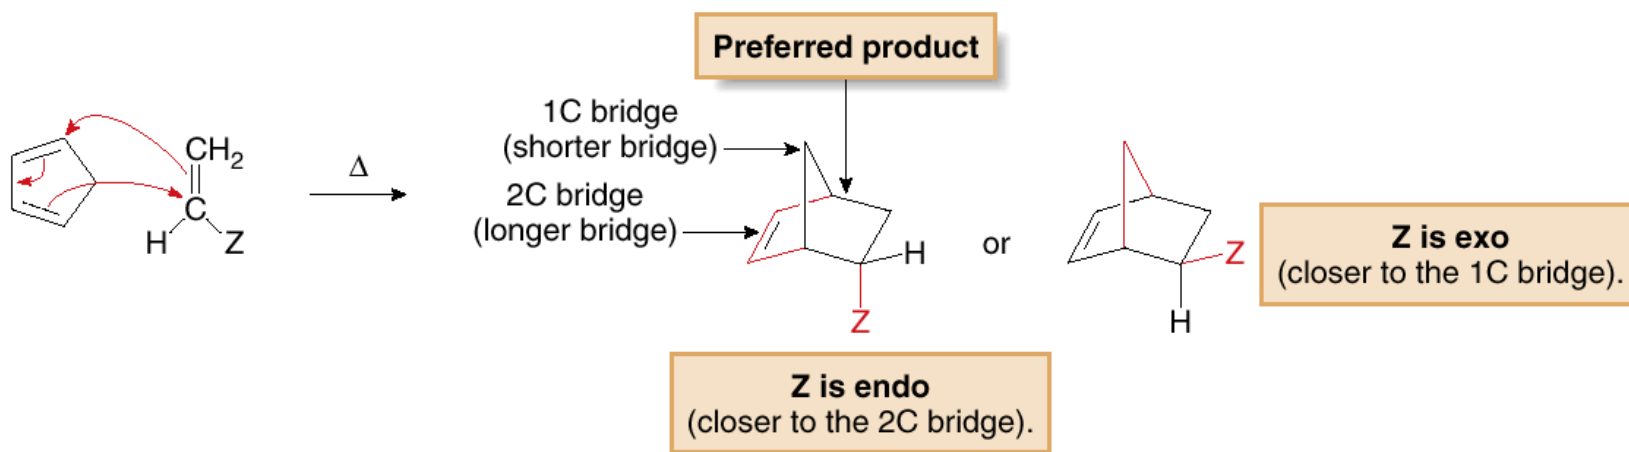 Preferred product
1C bridge
(shorter bridge)
2C bridge
(longer bridge)
CH₂
C
H
Z
Δ
H
Z
or
Z
H
Z is exo
(closer to the 1C bridge).
Z is endo
(closer to the 2C bridge).